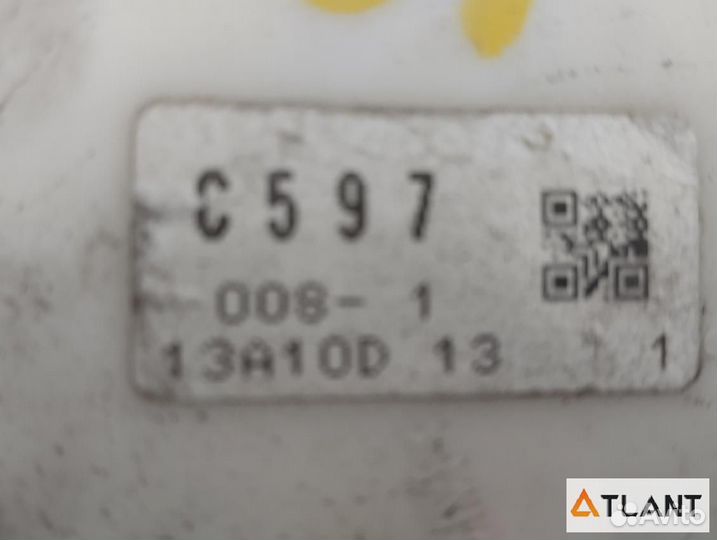 C597
008- 1
13A10D 13 1
ATLANT
Avito